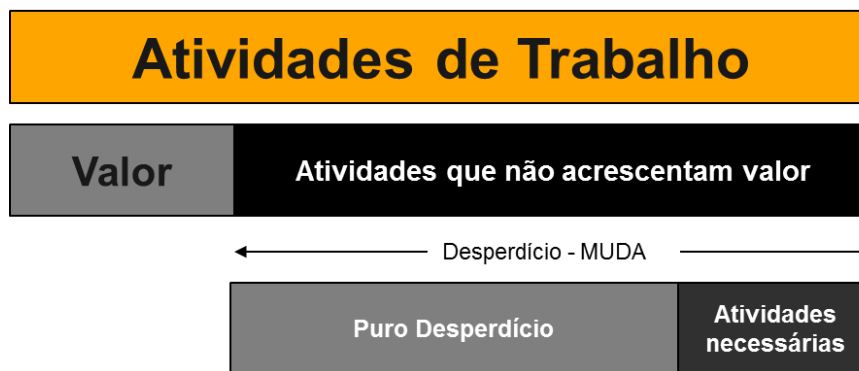 Atividades de Trabalho
Valor
Atividades que não acrescentam valor
Desperdício - MUDA
Puro Desperdício
Atividades
necessárias